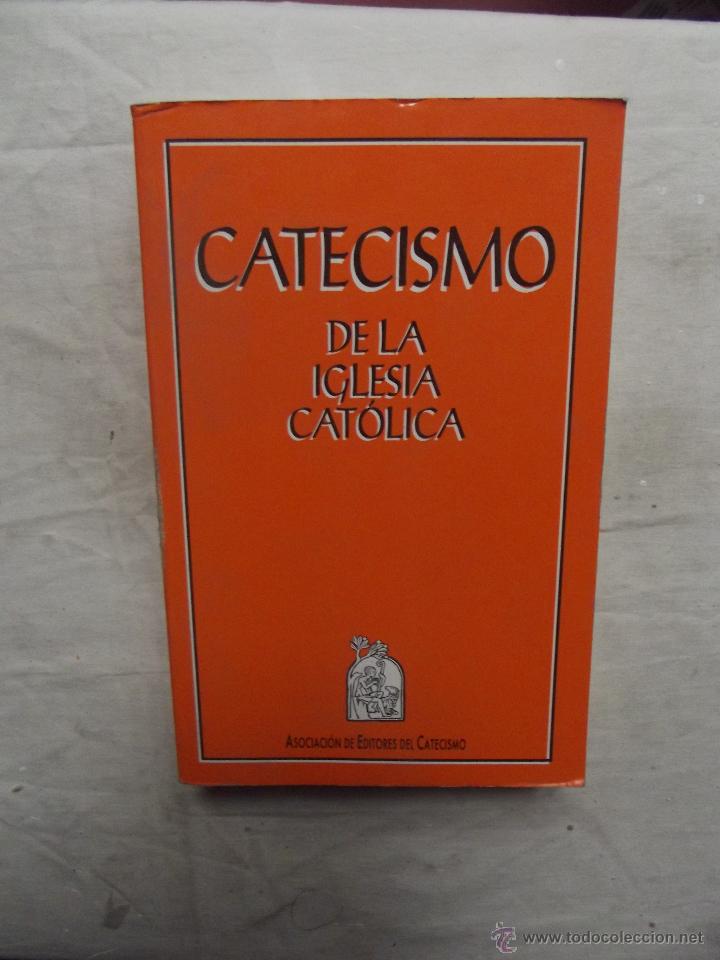 CATECISMO
DE LA
IGLESIA
CATÓLICA
ASOCIACIÓN DE EDITORES DEL CATECISMO
© www.todocoleccion.net